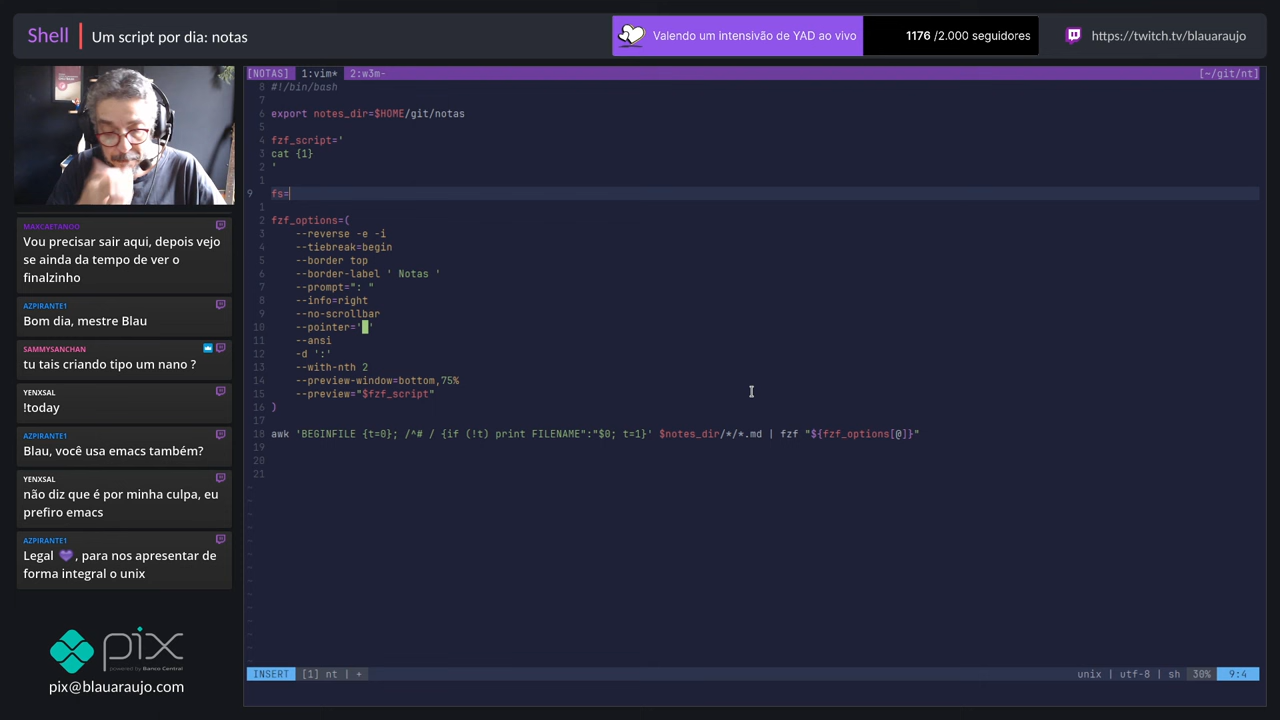 Shell
Um script por dia: notas
Valendo um intensivão de YAD ao vivo
1176 /2.000 seguidores
https://twitch.tv/blauaraujo
MAXCAETANOO
Vou precisar sair aqui, depois vejo
se ainda da tempo de ver o
finalzinho
AZPIRANTE1
Bom dia, mestre Blau
SAMMYSANCHAN
tu tais criando tipo um nano ?
YENXSAL
!today
AZPIRANTE1
Blau, você usa emacs também?
YENXSAL
não diz que é por minha culpa, eu
prefiro emacs
AZPIRANTE1
Legal 💜, para nos apresentar de
forma integral o unix
pix
powered by Banco Central
pix@blauaraujo.com
[NOTAS] 1:vim* 2:w3m- [~/git/nt]
8 #!/bin/bash
7
6 export notes_dir=$HOME/git/notas
5
4 fzf_script='
3 cat {1}
2 '
1
9 fs=
1
2 fzf_options=(
3 --reverse -e -i
4 --tiebreak=begin
5 --border top
6 --border-label ' Notas '
7 --prompt=": "
8 --info=right
9 --no-scrollbar
10 --pointer=' '
11 --ansi
12 -d ':'
13 --with-nth 2
14 --preview-window=bottom,75%
15 --preview="$fzf_script"
16 )
17
18 awk 'BEGINFILE {t=0}; /^# / {if (!t) print FILENAME":"$0; t=1}' $notes_dir/*/*.md | fzf "${fzf_options[@]}"
19
20
21
~
~
~
~
~
~
~
~
~
~
~
~
~
~
INSERT [1] nt | + unix | utf-8 | sh 30% 9:4